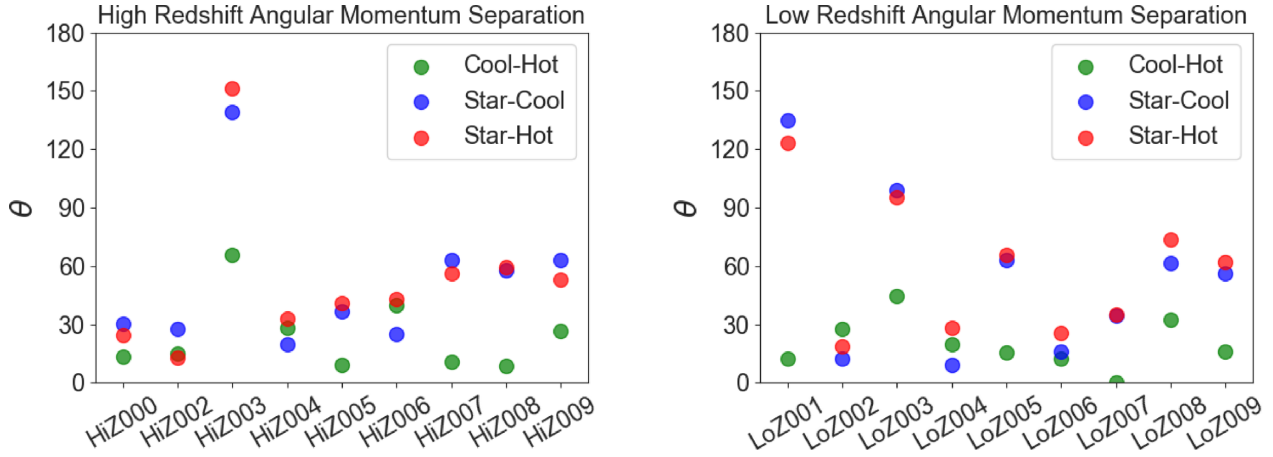 High Redshift Angular Momentum Separation
180
150
120
90
60
30
0
θ
Cool-Hot
Star-Cool
Star-Hot
HiZ000
HiZ002
HiZ003
HiZ004
HiZ005
HiZ006
HiZ007
HiZ008
HiZ009
Low Redshift Angular Momentum Separation
180
150
120
90
60
30
0
θ
Cool-Hot
Star-Cool
Star-Hot
LoZ001
LoZ002
LoZ003
LoZ004
LoZ005
LoZ006
LoZ007
LoZ008
LoZ009